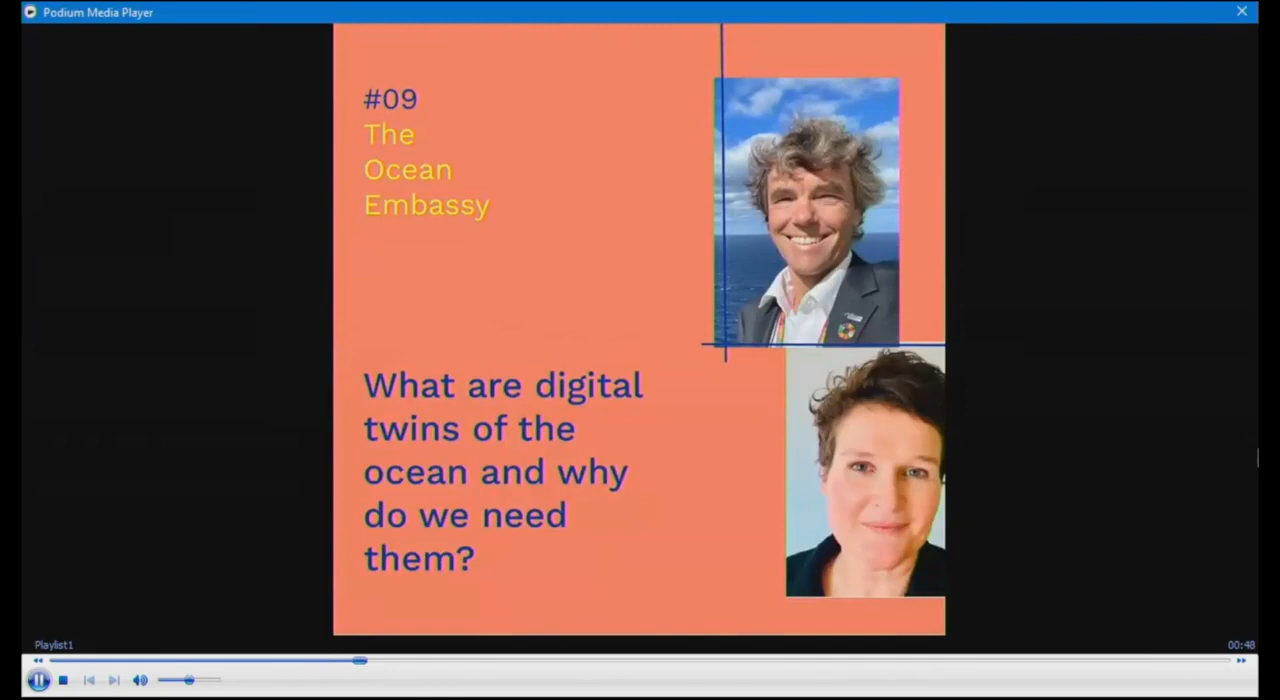 Podium Media Player
#09
The
Ocean
Embassy
What are digital
twins of the
ocean and why
do we need
them?
Playlist1
00:48